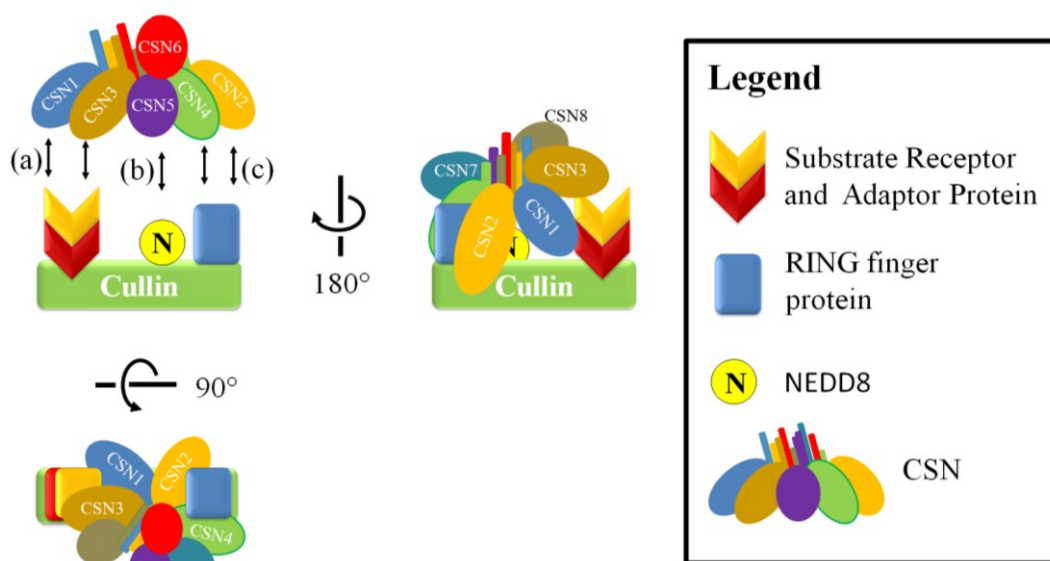 CSN6
CSN1
CSN3
CSN5
CSN4
CSN2
(a)
(b)
(c)
N
Cullin
180°
CSN8
CSN7
CSN3
CSN2
CSN1
N
Cullin
90°
CSN1
CSN2
CSN3
CSN4
Legend
Substrate Receptor
and Adaptor Protein
RING finger
protein
N
NEDD8
CSN